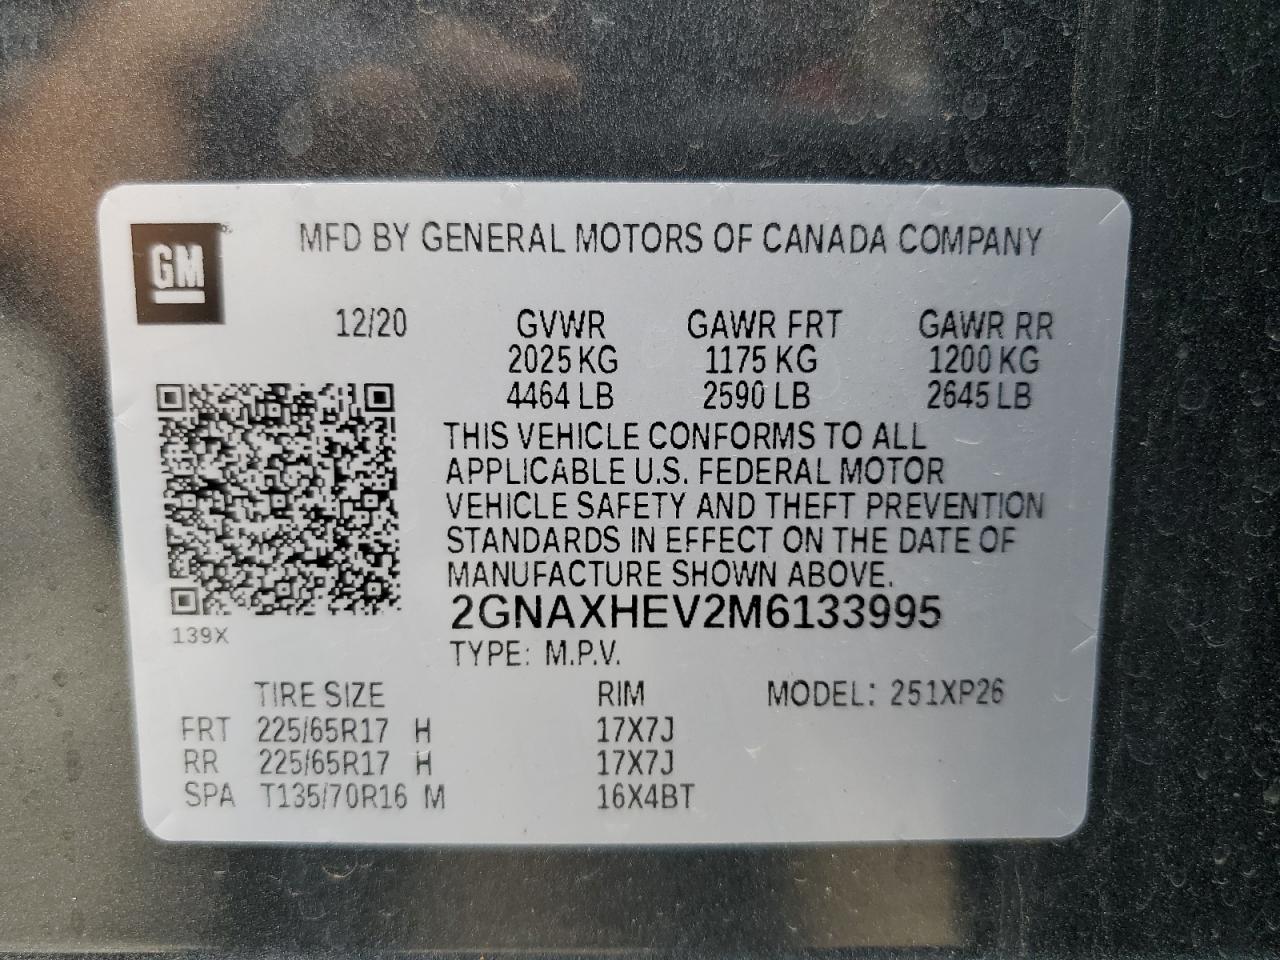 GM
MFD BY GENERAL MOTORS OF CANADA COMPANY
12/20 GVWR GAWR FRT GAWR RR
2025 KG 1175 KG 1200 KG
4464 LB 2590 LB 2645 LB
THIS VEHICLE CONFORMS TO ALL
APPLICABLE U.S. FEDERAL MOTOR
VEHICLE SAFETY AND THEFT PREVENTION
STANDARDS IN EFFECT ON THE DATE OF
MANUFACTURE SHOWN ABOVE.
2GNAXHEV2M6133995
139X
TYPE: M.P.V.
TIRE SIZE RIM MODEL: 251XP26
FRT 225/65R17 H 17X7J
RR 225/65R17 H 17X7J
SPA T135/70R16 M 16X4BT